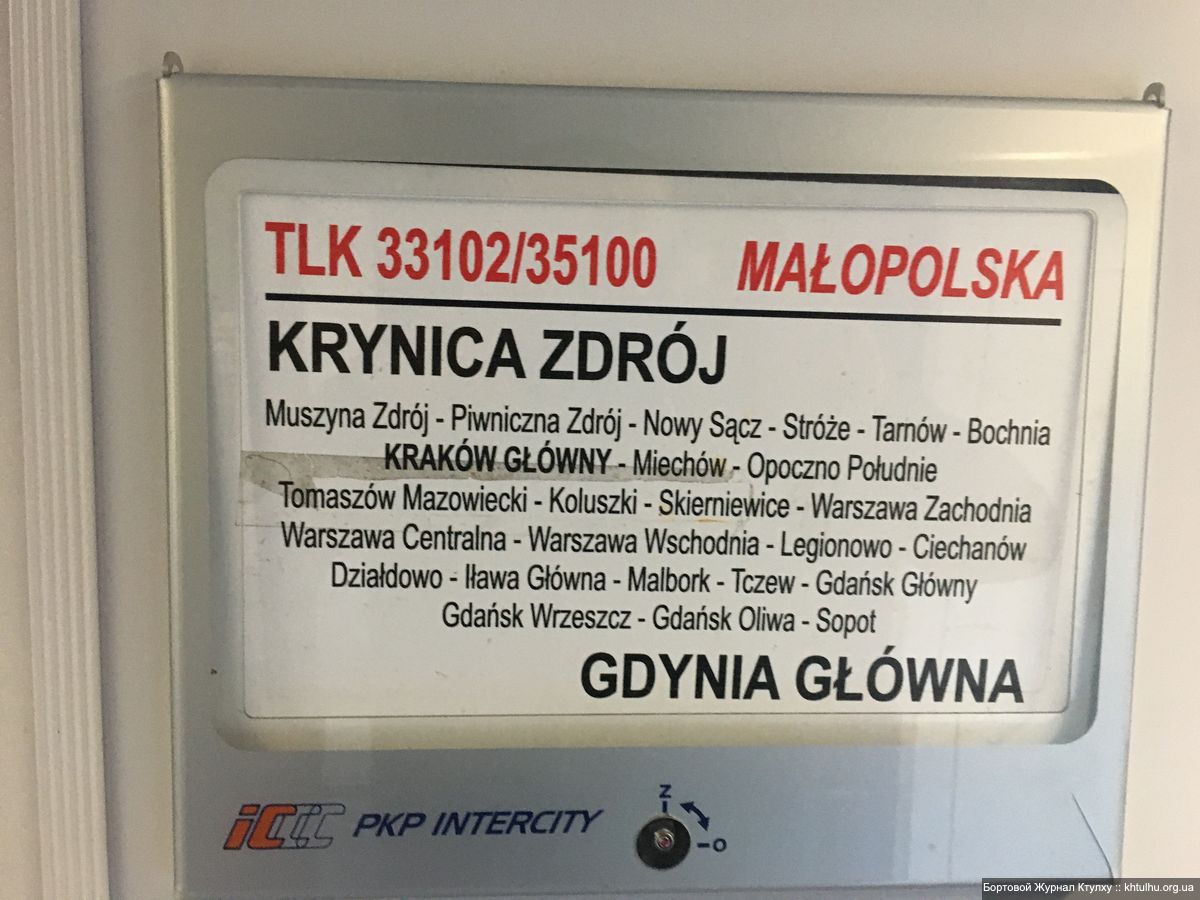 TLK 33102/35100 MAŁOPOLSKA
KRYNICA ZDRÓJ
Muszyna Zdrój - Piwniczna Zdrój - Nowy Sącz - Stróże - Tarnów - Bochnia
KRAKÓW GŁÓWNY - Miechów - Opoczno Południe
Tomaszów Mazowiecki - Koluszki - Skierniewice - Warszawa Zachodnia
Warszawa Centralna - Warszawa Wschodnia - Legionowo - Ciechanów
Działdowo - Iława Główna - Malbork - Tczew - Gdańsk Główny
Gdańsk Wrzeszcz - Gdańsk Oliwa - Sopot
GDYNIA GŁÓWNA
Z
iC PKP INTERCITY
O
Бортовой Журнал Ктулху :: khtulhu.org.ua